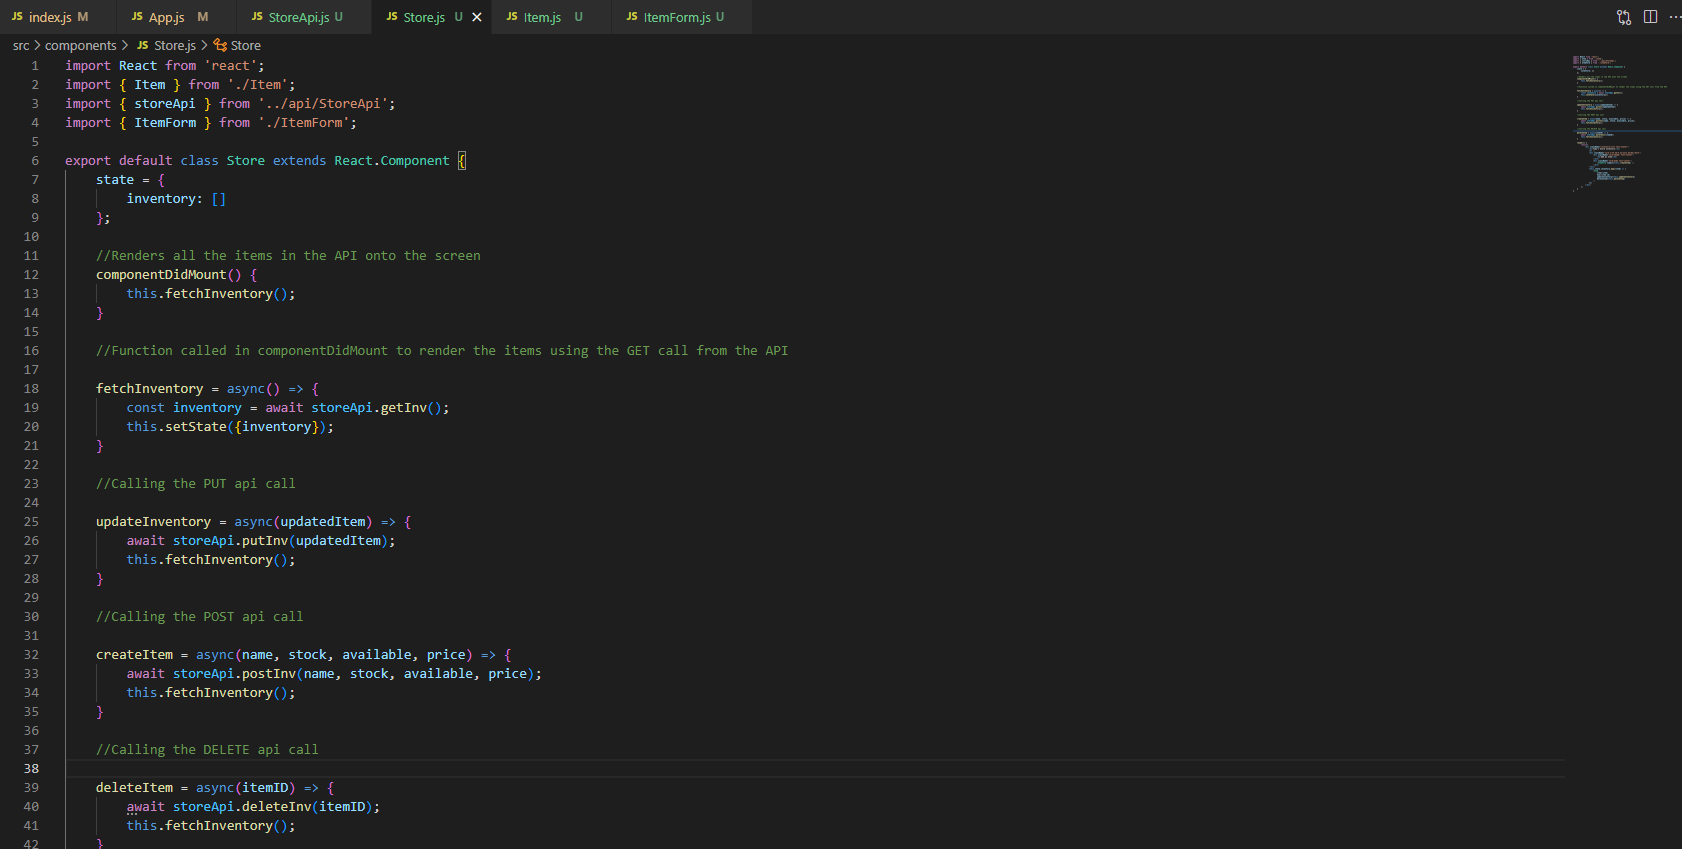 JS index.js M JS App.js M JS StoreApi.js U JS Store.js U × JS Item.js U JS ItemForm.js U ...
src > components > JS Store.js > Store
1 import React from 'react';
2 import { Item } from './Item';
3 import { storeApi } from '../api/StoreApi';
4 import { ItemForm } from './ItemForm';
5
6 export default class Store extends React.Component {
7 state = {
8 inventory: []
9 };
10
11 //Renders all the items in the API onto the screen
12 componentDidMount() {
13 this.fetchInventory();
14 }
15
16 //Function called in componentDidMount to render the items using the GET call from the API
17
18 fetchInventory = async() => {
19 const inventory = await storeApi.getInv();
20 this.setState({inventory});
21 }
22
23 //Calling the PUT api call
24
25 updateInventory = async(updatedItem) => {
26 await storeApi.putInv(updatedItem);
27 this.fetchInventory();
28 }
29
30 //Calling the POST api call
31
32 createItem = async(name, stock, available, price) => {
33 await storeApi.postInv(name, stock, available, price);
34 this.fetchInventory();
35 }
36
37 //Calling the DELETE api call
38
39 deleteItem = async(itemID) => {
40 await storeApi.deleteInv(itemID);
41 this.fetchInventory();
42 }